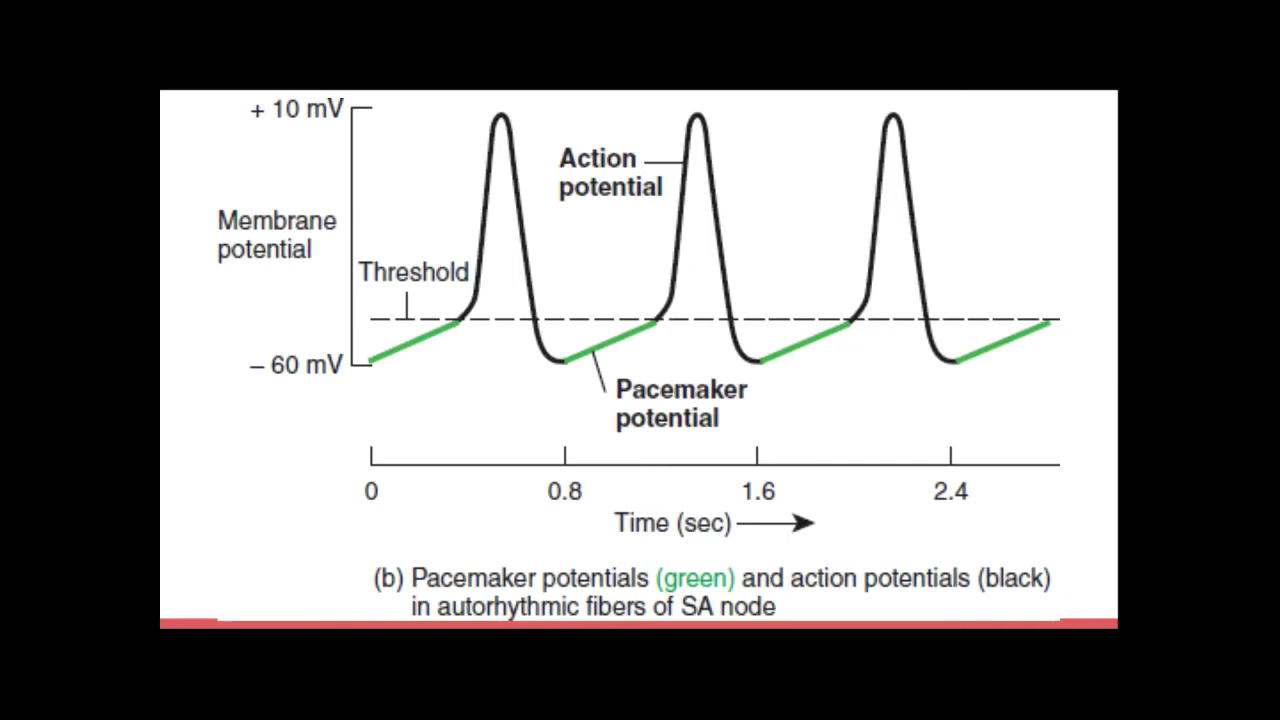 + 10 mV
Action
potential
Membrane
potential
Threshold
– 60 mV
Pacemaker
potential
0
0.8
1.6
2.4
Time (sec)
(b) Pacemaker potentials (green) and action potentials (black)
in autorhythmic fibers of SA node